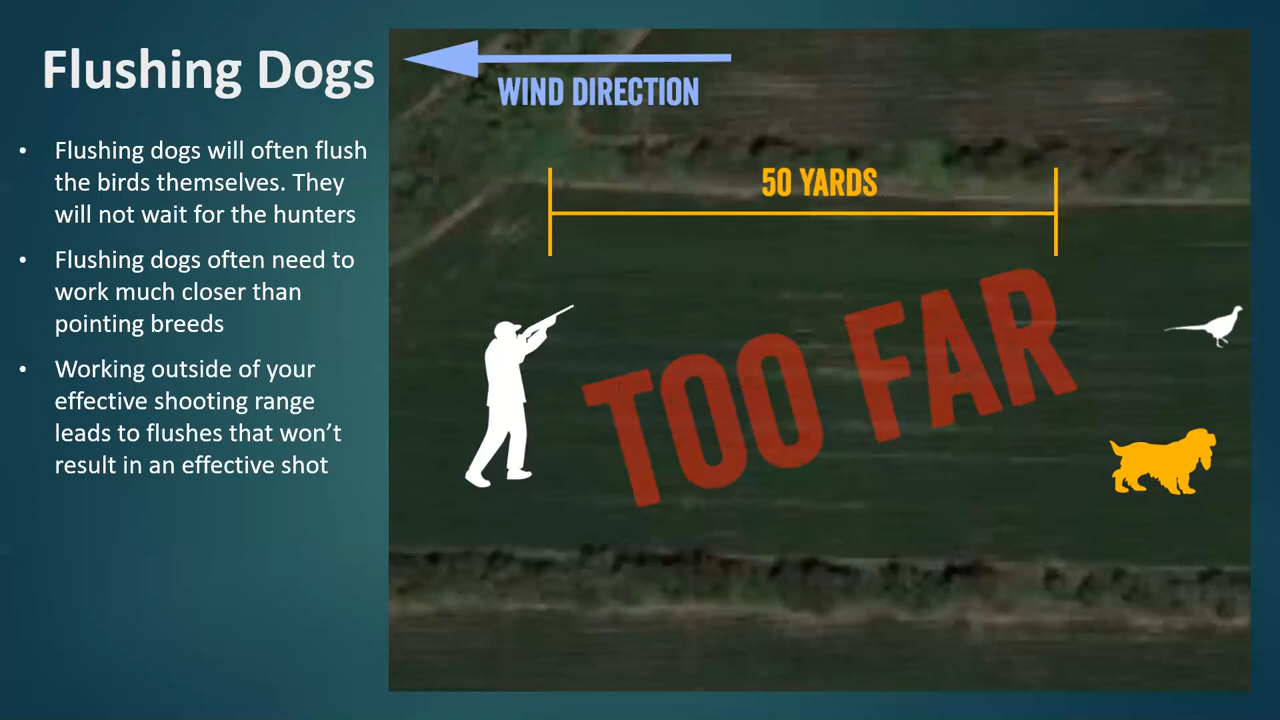 Flushing Dogs
• Flushing dogs will often flush
the birds themselves. They
will not wait for the hunters
• Flushing dogs often need to
work much closer than
pointing breeds
• Working outside of your
effective shooting range
leads to flushes that won’t
result in an effective shot
WIND DIRECTION
50 YARDS
TOO FAR